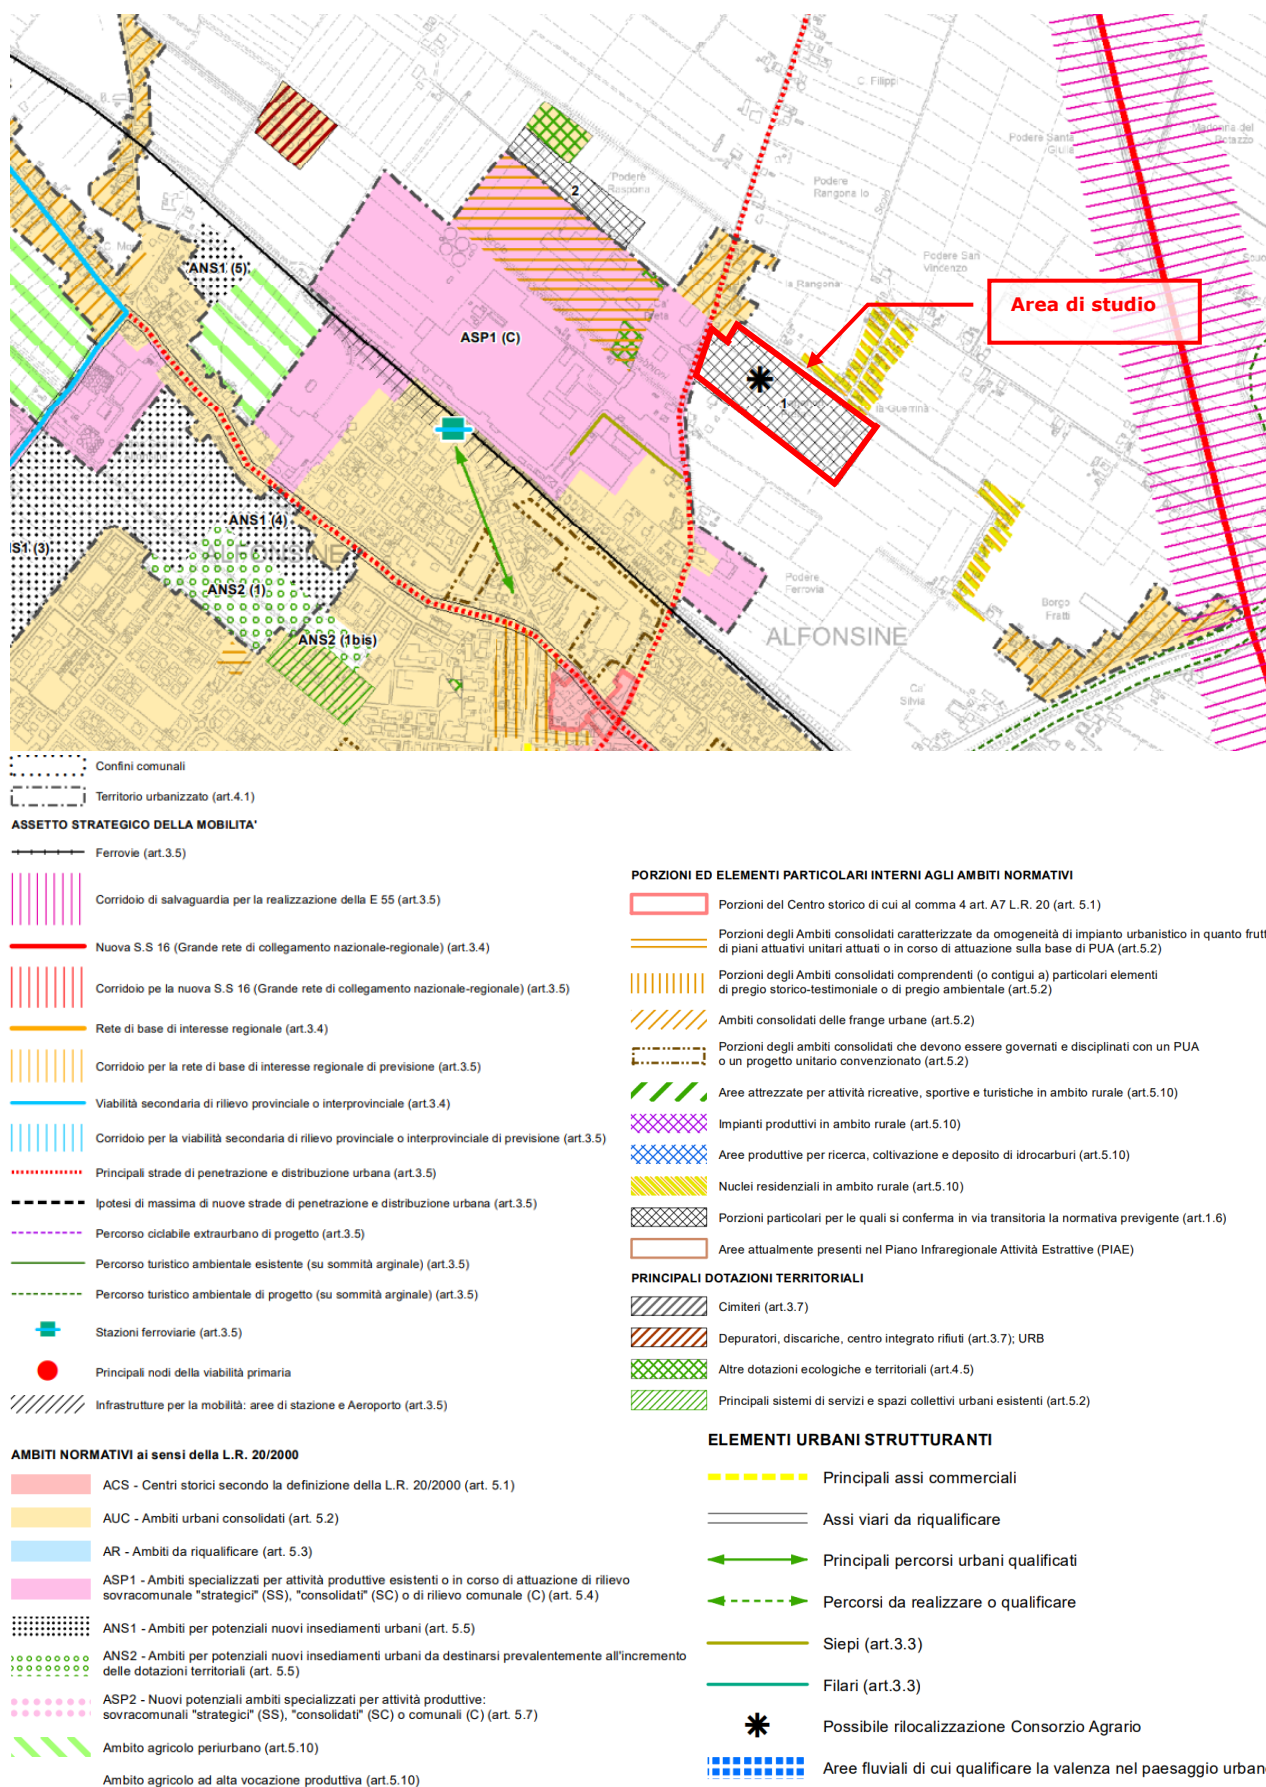 C. Filippi
Podere Santa
Giulia
Madonna del
Podere
Raspona
2
Podere
Rangona Io
C. Mo
ANS1 (5)
Podere San
Vincenzo
la Rangona
Area di studio
ASP1 (C)
1
la Guerrina
ANS1 (4)
S1 (3)
ALFONSINE
ANS2 (1)
Podere
Ferrovia
Borgo
Fratti
ANS2 (1bis)
ALFONSINE
Ca'
Silvia
Confini comunali
Territorio urbanizzato (art.4.1)
ASSETTO STRATEGICO DELLA MOBILITA'
Ferrovie (art.3.5)
Corridoio di salvaguardia per la realizzazione della E 55 (art.3.5)
Nuova S.S 16 (Grande rete di collegamento nazionale-regionale) (art.3.4)
Corridoio pe la nuova S.S 16 (Grande rete di collegamento nazionale-regionale) (art.3.5)
Rete di base di interesse regionale (art.3.4)
Corridoio per la rete di base di interesse regionale di previsione (art.3.5)
Viabilità secondaria di rilievo provinciale o interprovinciale (art.3.4)
Corridoio per la viabilità secondaria di rilievo provinciale o interprovinciale di previsione (art.3.5)
Principali strade di penetrazione e distribuzione urbana (art.3.5)
Ipotesi di massima di nuove strade di penetrazione e distribuzione urbana (art.3.5)
Percorso ciclabile extraurbano di progetto (art.3.5)
Percorso turistico ambientale esistente (su sommità arginale) (art.3.5)
Percorso turistico ambientale di progetto (su sommità arginale) (art.3.5)
Stazioni ferroviarie (art.3.5)
Principali nodi della viabilità primaria
Infrastrutture per la mobilità: aree di stazione e Aeroporto (art.3.5)
PORZIONI ED ELEMENTI PARTICOLARI INTERNI AGLI AMBITI NORMATIVI
Porzioni del Centro storico di cui al comma 4 art. A7 L.R. 20 (art. 5.1)
Porzioni degli Ambiti consolidati caratterizzate da omogeneità di impianto urbanistico in quanto frutt
di piani attuativi unitari attuati o in corso di attuazione sulla base di PUA (art.5.2)
Porzioni degli Ambiti consolidati comprendenti (o contigui a) particolari elementi
di pregio storico-testimoniale o di pregio ambientale (art.5.2)
Ambiti consolidati delle frange urbane (art.5.2)
Porzioni degli ambiti consolidati che devono essere governati e disciplinati con un PUA
o un progetto unitario convenzionato (art.5.2)
Aree attrezzate per attività ricreative, sportive e turistiche in ambito rurale (art.5.10)
Impianti produttivi in ambito rurale (art.5.10)
Aree produttive per ricerca, coltivazione e deposito di idrocarburi (art.5.10)
Nuclei residenziali in ambito rurale (art.5.10)
Porzioni particolari per le quali si conferma in via transitoria la normativa previgente (art.1.6)
Aree attualmente presenti nel Piano Infraregionale Attività Estrattive (PIAE)
PRINCIPALI DOTAZIONI TERRITORIALI
Cimiteri (art.3.7)
Depuratori, discariche, centro integrato rifiuti (art.3.7); URB
Altre dotazioni ecologiche e territoriali (art.4.5)
Principali sistemi di servizi e spazi collettivi urbani esistenti (art.5.2)
AMBITI NORMATIVI ai sensi della L.R. 20/2000
ACS - Centri storici secondo la definizione della L.R. 20/2000 (art. 5.1)
AUC - Ambiti urbani consolidati (art. 5.2)
AR - Ambiti da riqualificare (art. 5.3)
ASP1 - Ambiti specializzati per attività produttive esistenti o in corso di attuazione di rilievo
sovracomunale "strategici" (SS), "consolidati" (SC) o di rilievo comunale (C) (art. 5.4)
ANS1 - Ambiti per potenziali nuovi insediamenti urbani (art. 5.5)
ANS2 - Ambiti per potenziali nuovi insediamenti urbani da destinarsi prevalentemente all'incremento
delle dotazioni territoriali (art. 5.5)
ASP2 - Nuovi potenziali ambiti specializzati per attività produttive:
sovracomunali "strategici" (SS), "consolidati" (SC) o comunali (C) (art. 5.7)
Ambito agricolo periurbano (art.5.10)
Ambito agricolo ad alta vocazione produttiva (art.5.10)
ELEMENTI URBANI STRUTTURANTI
Principali assi commerciali
Assi viari da riqualificare
Principali percorsi urbani qualificati
Percorsi da realizzare o qualificare
Siepi (art.3.3)
Filari (art.3.3)
Possibile rilocalizzazione Consorzio Agrario
Aree fluviali di cui qualificare la valenza nel paesaggio urban